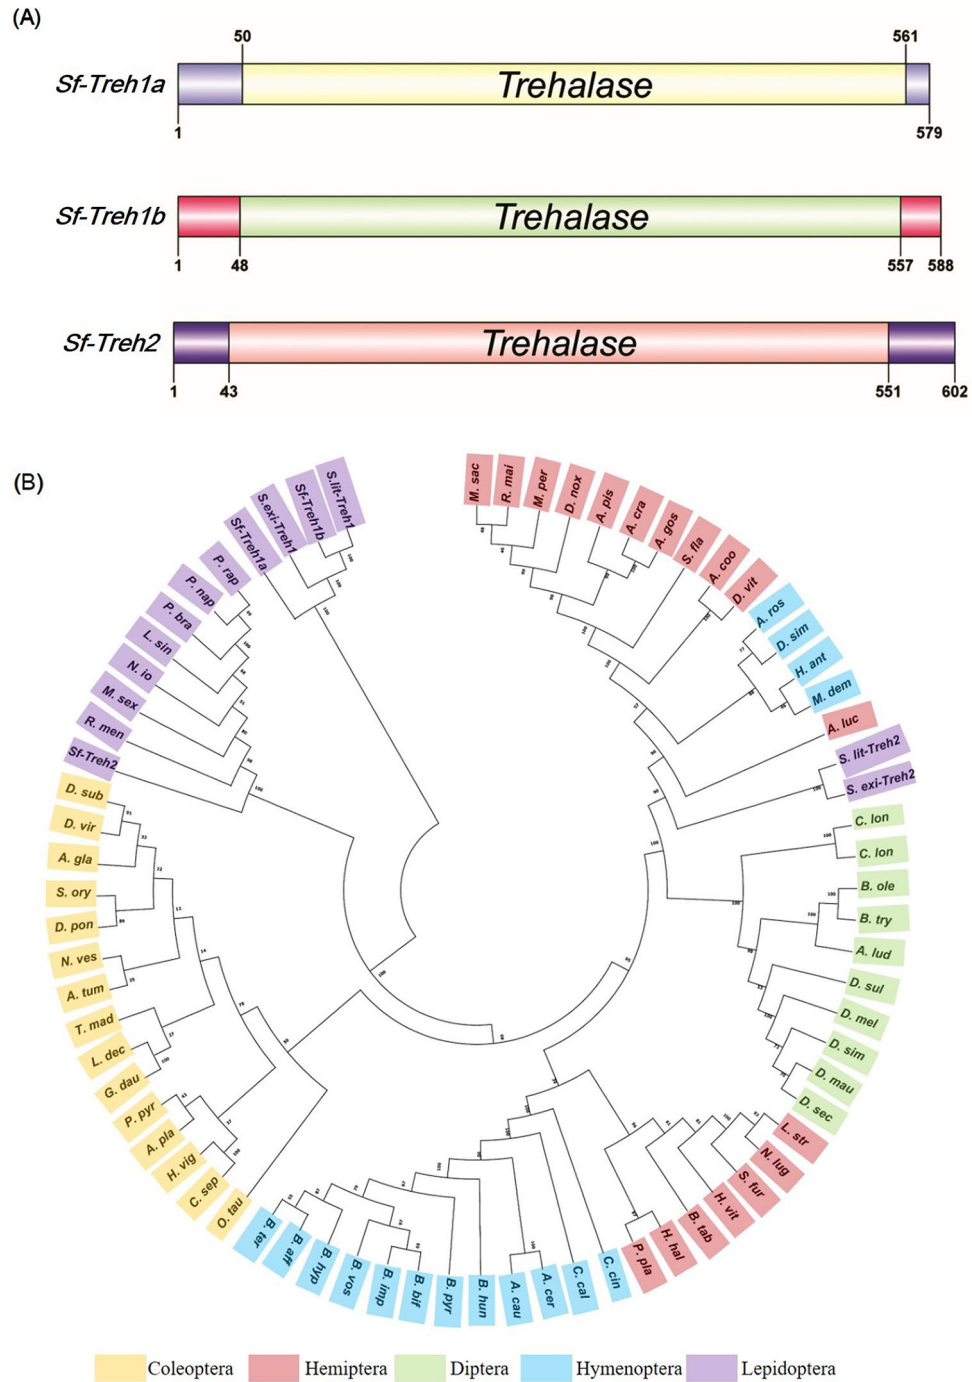 (A)
50 561
Sf-Treh1a Trehalase
1 579
Sf-Treh1b Trehalase
1 48 557 588
Sf-Treh2 Trehalase
1 43 551 602
(B)
M. sac
R. mai
M. per
D. nox
A. pis
A. cra
A. gos
S. fla
A. coo
D. vit
A. ros
D. sim
H. ant
M. dem
A. luc
S. lit-Treh2
S. exi-Treh2
C. lon
C. lon
B. ole
B. try
A. lud
D. sul
D. mel
D. sim
D. mau
D. sec
L. str
N. lug
S. fur
H. vit
B. tab
H. hal
P. pla
C. cin
C. cal
A. cer
A. cau
B. hun
B. pyr
B. bif
B. imp
B. vos
B. hyp
B. aff
B. ter
O. tau
C. sep
H. vig
A. pla
P. pyr
G. dau
L. dec
T. mad
A. tum
N. ves
D. pon
S. ory
A. gla
D. vir
D. sub
Sf-Treh2
R. men
M. sex
N. io
L. sin
P. bra
P. nap
P. rap
Sf-Treh1a
S.exi-Treh1
Sf-Treh1b
S.lit-Treh1
Coleoptera Hemiptera Diptera Hymenoptera Lepidoptera